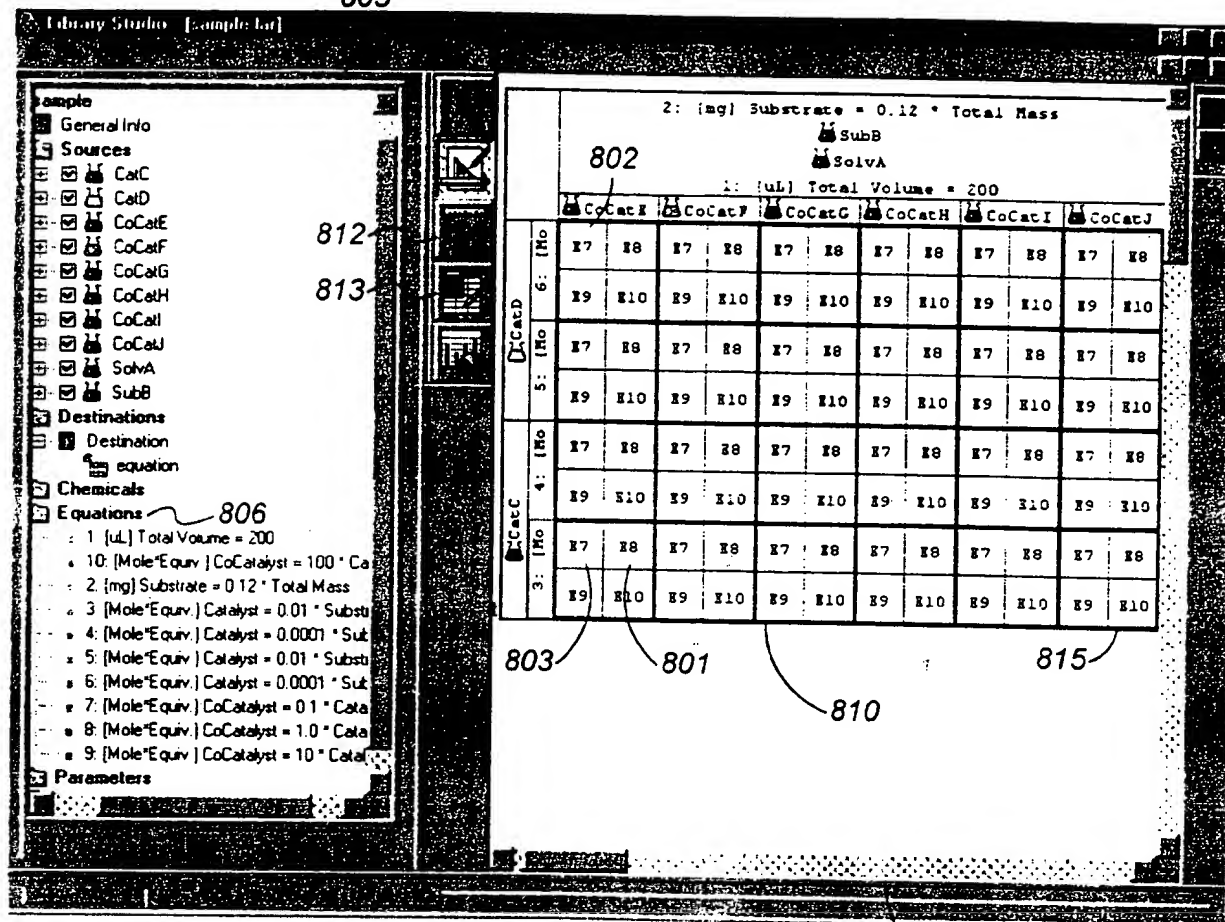 805
Library Studio [sample.lar]
sample
General Info
Sources
CatC
CatD
CoCatE
CoCatF
CoCatG
CoCatH
CoCatI
CoCatJ
SolvA
SubB
Destinations
Destination
equation
Chemicals
Equations 806
1 [uL] Total Volume = 200
10: [Mole*Equiv.] CoCatalyst = 100 * Ca
2. [mg] Substrate = 0.12 * Total Mass
3 [Mole*Equiv.] Catalyst = 0.01 * Substi
4: [Mole*Equiv.] Catalyst = 0.0001 * Sub
5: [Mole*Equiv.] Catalyst = 0.01 * Substi
6: [Mole*Equiv.] Catalyst = 0.0001 * Sub
7: [Mole*Equiv.] CoCatalyst = 0.1 * Cata
8: [Mole*Equiv.] CoCatalyst = 1.0 * Cata
9: [Mole*Equiv.] CoCatalyst = 10 * Catal
Parameters
812
813
2: [mg] Substrate = 0.12 * Total Mass
SubB
SolvA
802
1: [uL] Total Volume = 200
CoCatE CoCatF CoCatG CoCatH CoCatI CoCatJ
CatD
6: [Mo
E7 E8 E7 E8 E7 E8 E7 E8 E7 E8 E7 E8
E9 E10 E9 E10 E9 E10 E9 E10 E9 E10 E9 E10
5: [Mo
E7 E8 E7 E8 E7 E8 E7 E8 E7 E8 E7 E8
E9 E10 E9 E10 E9 E10 E9 E10 E9 E10 E9 E10
CatC
4: [Mo
E7 E8 E7 E8 E7 E8 E7 E8 E7 E8 E7 E8
E9 E10 E9 E10 E9 E10 E9 E10 E9 E10 E9 E10
3: [Mo
E7 E8 E7 E8 E7 E8 E7 E8 E7 E8 E7 E8
E9 E10 E9 E10 E9 E10 E9 E10 E9 E10 E9 E10
803 801 810 815